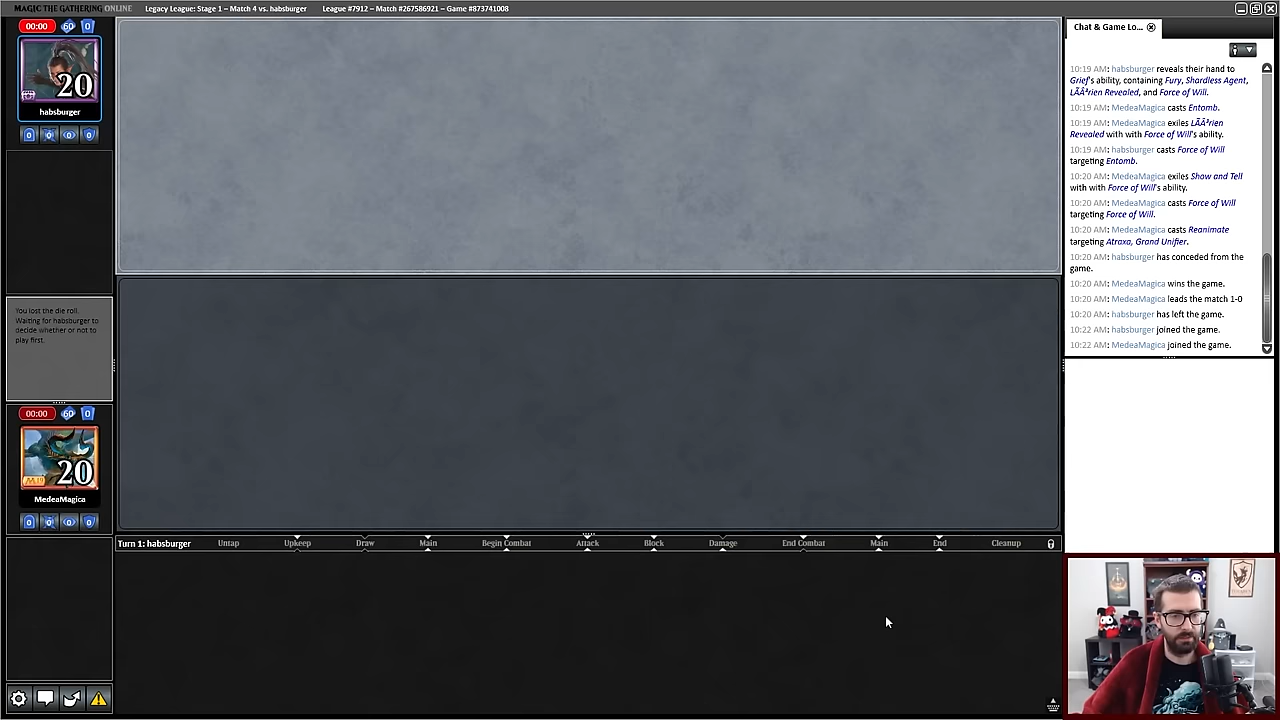 MAGIC THE GATHERING ONLINE Legacy League: Stage 1 – Match 4 vs. habsburger League #7912 – Match #267586921 – Game #873741008
00:00 60 0
20
habsburger
0 0 0 0
You lost the die roll.
Waiting for habsburger to
decide whether or not to
play first.
00:00 60 0
20
MedeaMagica
0 0 0 0
Turn 1: habsburger Untap Upkeep Draw Main Begin Combat Attack Block Damage End Combat Main End Cleanup
Chat & Game Lo...
10:19 AM: habsburger reveals their hand to
Grief's ability, containing Fury, Shardless Agent,
LÃÂ³rien Revealed, and Force of Will.
10:19 AM: MedeaMagica casts Entomb.
10:19 AM: MedeaMagica exiles LÃÂ³rien
Revealed with with Force of Will's ability.
10:19 AM: habsburger casts Force of Will
targeting Entomb.
10:20 AM: MedeaMagica exiles Show and Tell
with with Force of Will's ability.
10:20 AM: MedeaMagica casts Force of Will
targeting Force of Will.
10:20 AM: MedeaMagica casts Reanimate
targeting Atraxa, Grand Unifier.
10:20 AM: habsburger has conceded from the
game.
10:20 AM: MedeaMagica wins the game.
10:20 AM: MedeaMagica leads the match 1-0
10:20 AM: habsburger has left the game.
10:22 AM: habsburger joined the game.
10:22 AM: MedeaMagica joined the game.